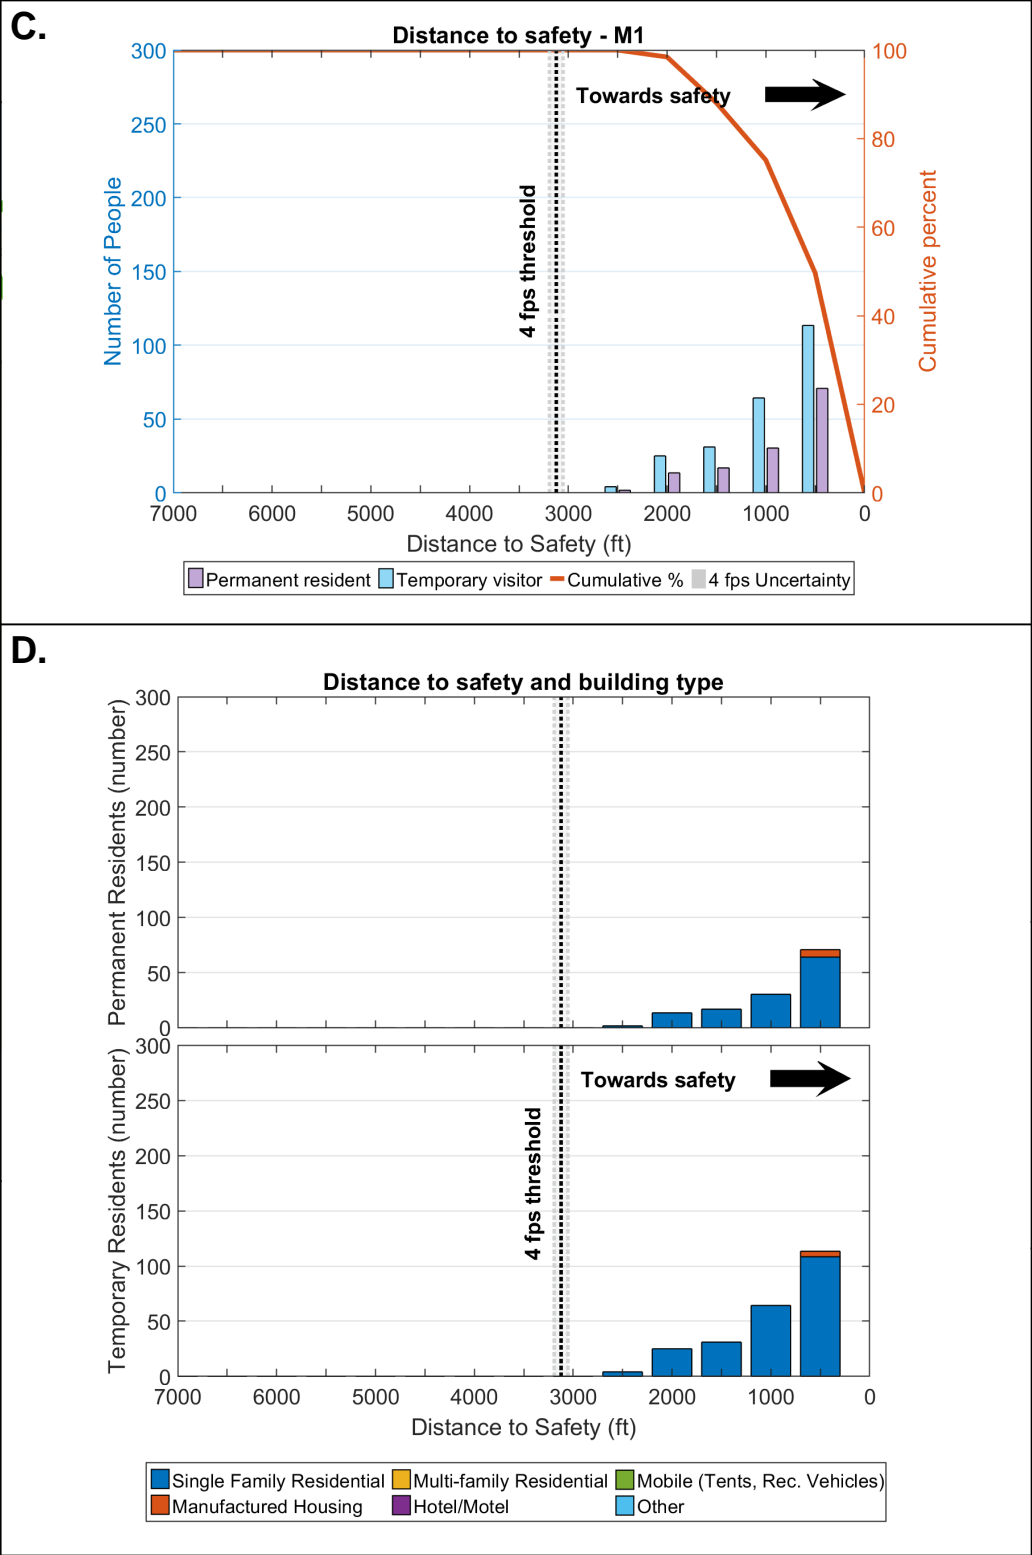 C.
Distance to safety - M1
300
250
200
150
100
50
0
Number of People
100
80
60
40
20
0
Cumulative percent
Towards safety
4 fps threshold
7000 6000 5000 4000 3000 2000 1000 0
Distance to Safety (ft)
Permanent resident Temporary visitor Cumulative % 4 fps Uncertainty
D.
Distance to safety and building type
300
250
200
150
100
50
0
Permanent Residents (number)
300
250
200
150
100
50
0
Temporary Residents (number)
Towards safety
4 fps threshold
7000 6000 5000 4000 3000 2000 1000 0
Distance to Safety (ft)
Single Family Residential Multi-family Residential Mobile (Tents, Rec. Vehicles)
Manufactured Housing Hotel/Motel Other